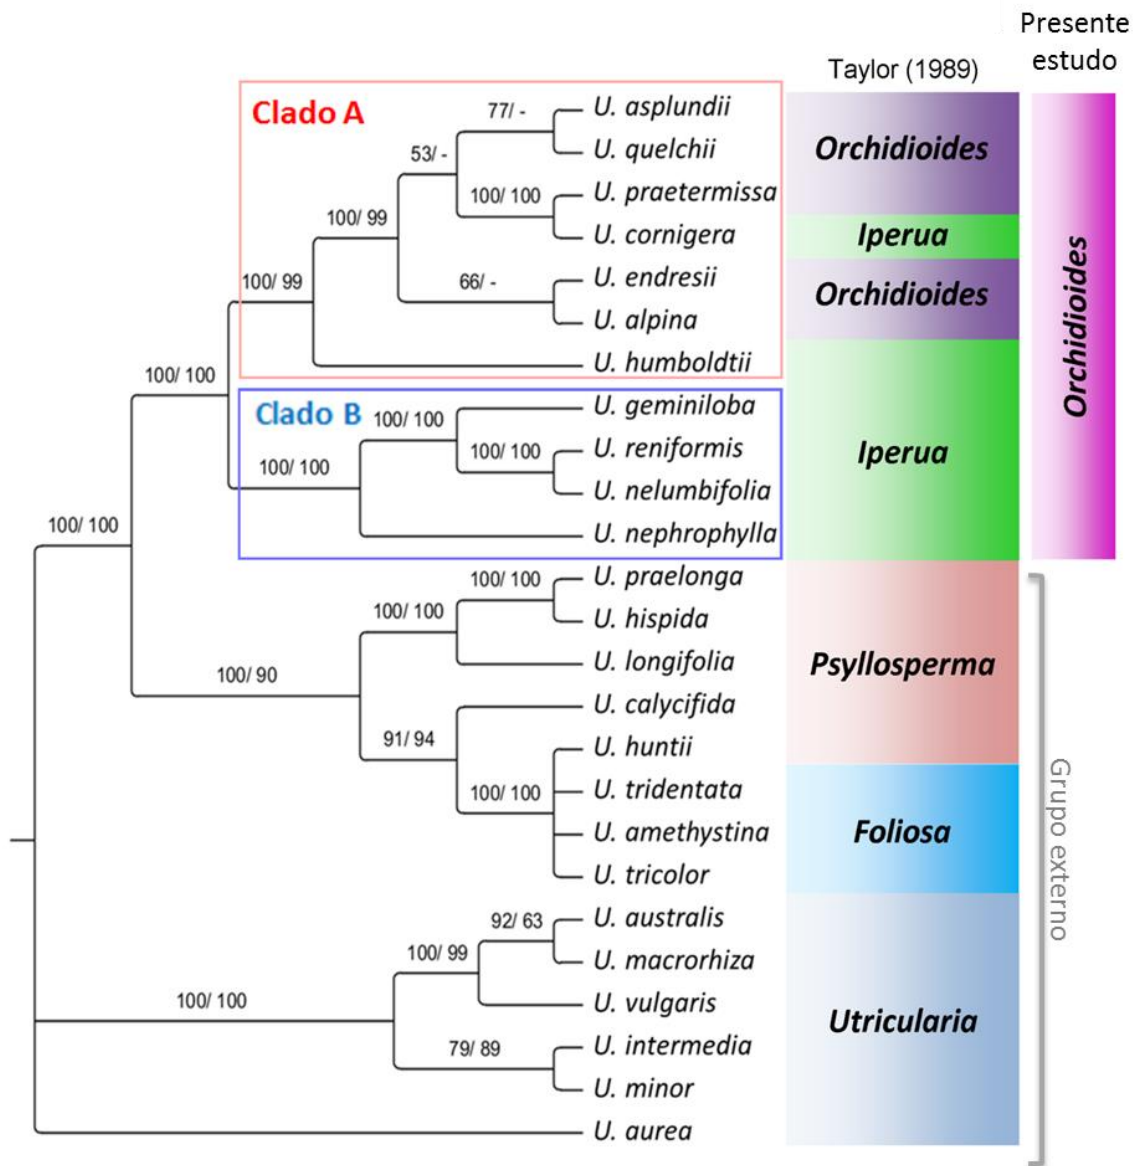 Presente
estudo
Taylor (1989)
Clado A
77/ -
U. asplundii
53/ -
U. quelchii
Orchidioides
100/ 100
U. praetermissa
100/ 99
U. cornigera
Iperua
100/ 99
66/ -
U. endresii
Orchidioides
U. alpina
U. humboldtii
Orchidioides
100/ 100
Clado B
100/ 100
U. geminiloba
100/ 100
U. reniformis
Iperua
100/ 100
U. nelumbifolia
100/ 100
U. nephrophylla
100/ 100
U. praelonga
100/ 100
U. hispida
100/ 90
U. longifolia
Psyllosperma
U. calycifida
91/ 94
U. huntii
100/ 100
U. tridentata
U. amethystina
Foliosa
Grupo externo
U. tricolor
92/ 63
U. australis
100/ 99
U. macrorhiza
100/ 100
U. vulgaris
Utricularia
79/ 89
U. intermedia
U. minor
U. aurea